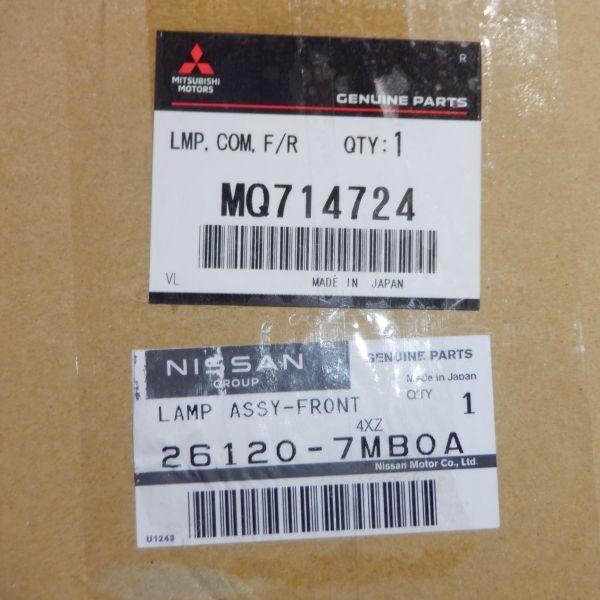 R
MITSUBISHI
MOTORS
GENUINE PARTS
LMP, COM, F/R QTY:1
MQ714724
VL MADE IN JAPAN
NISSAN
GROUP
GENUINE PARTS
Made in Japan
LAMP ASSY-FRONT
Q'TY 1
4XZ
26120-7MB0A
Nissan Motor Co., Ltd.
U1243